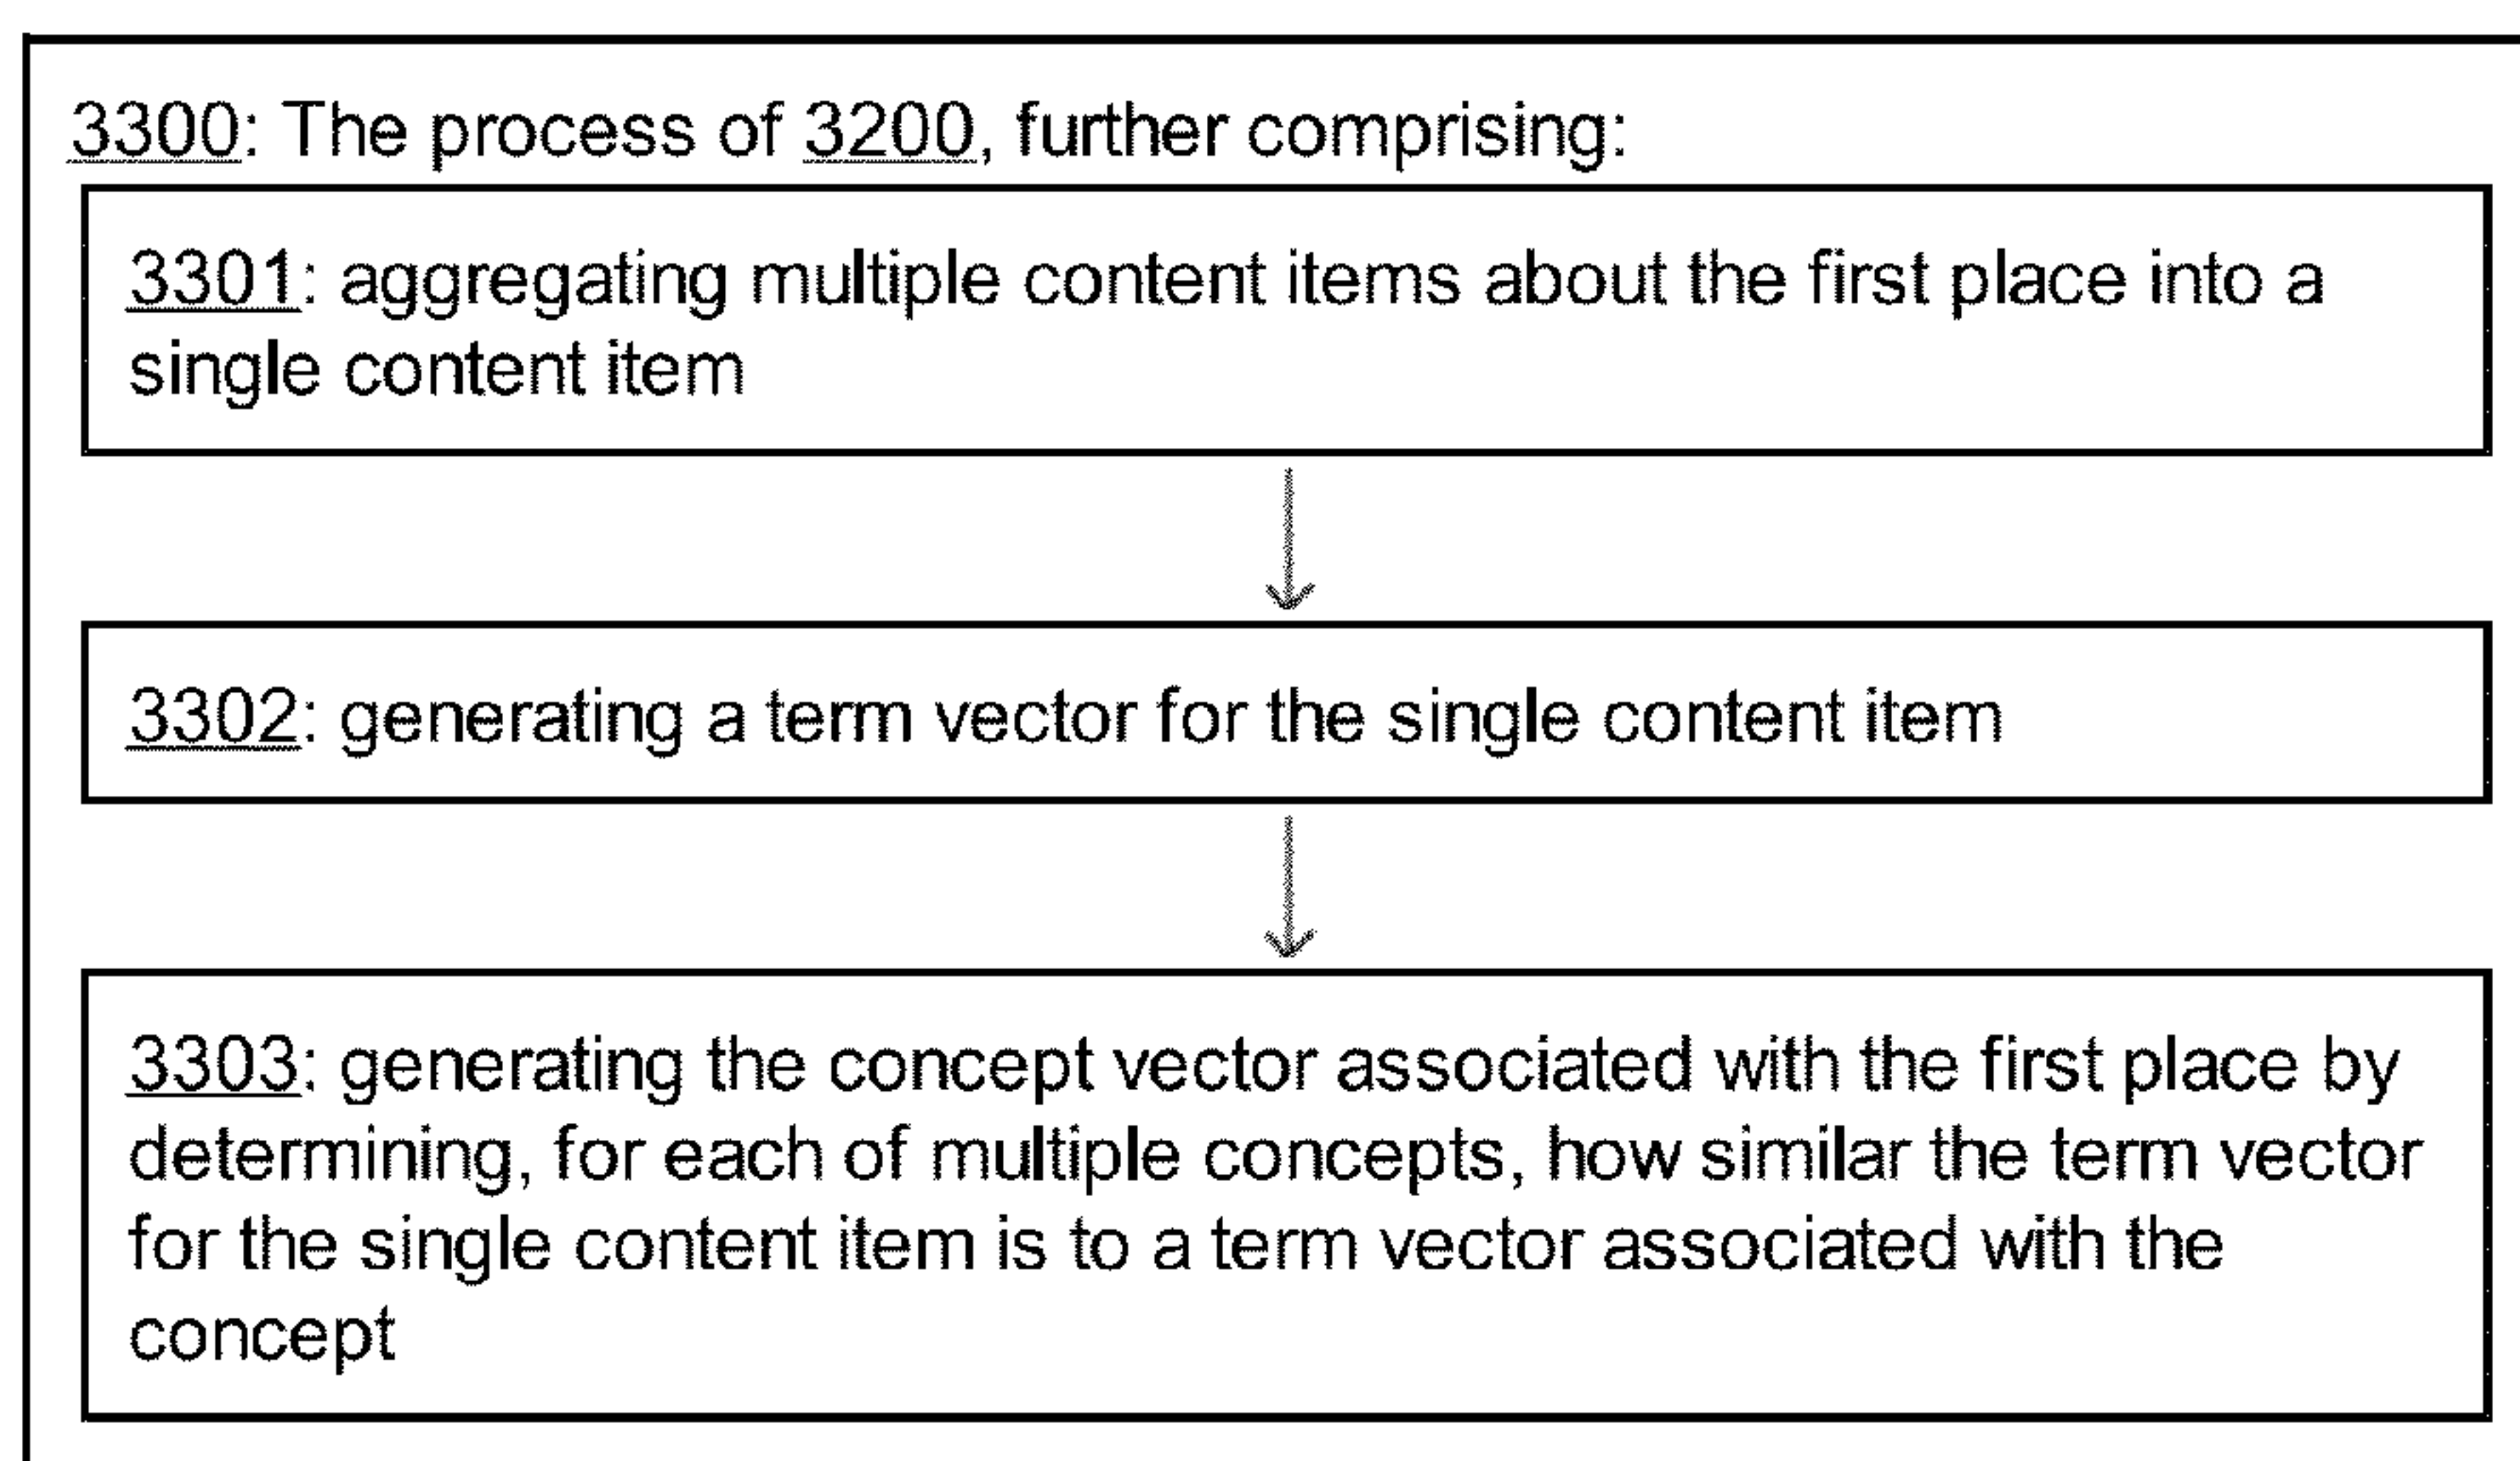 3300: The process of 3200, further comprising:
3301: aggregating multiple content items about the first place into a
single content item
3302: generating a term vector for the single content item
3303: generating the concept vector associated with the first place by
determining, for each of multiple concepts, how similar the term vector
for the single content item is to a term vector associated with the
concept